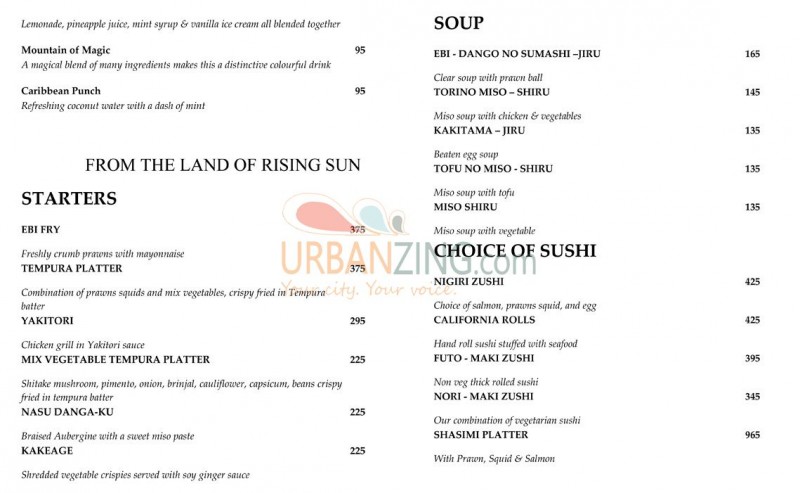 Lemonade, pineapple juice, mint syrup & vanilla ice cream all blended together
Mountain of Magic 95
A magical blend of many ingredients makes this a distinctive colourful drink
Caribbean Punch 95
Refreshing coconut water with a dash of mint
FROM THE LAND OF RISING SUN
STARTERS
EBI FRY 375
Freshly crumb prawns with mayonnaise
TEMPURA PLATTER 375
Combination of prawns squids and mix vegetables, crispy fried in Tempura
batter
YAKITORI 295
Chicken grill in Yakitori sauce
MIX VEGETABLE TEMPURA PLATTER 225
Shitake mushroom, pimento, onion, brinjal, cauliflower, capsicum, beans crispy
fried in tempura batter
NASU DANGA-KU 225
Braised Aubergine with a sweet miso paste
KAKEAGE 225
Shredded vegetable crispies served with soy ginger sauce
SOUP
EBI - DANGO NO SUMASHI –JIRU 165
Clear soup with prawn ball
TORINO MISO – SHIRU 145
Miso soup with chicken & vegetables
KAKITAMA – JIRU 135
Beaten egg soup
TOFU NO MISO - SHIRU 135
Miso soup with tofu
MISO SHIRU 135
Miso soup with vegetable
CHOICE OF SUSHI
NIGIRI ZUSHI 425
Choice of salmon, prawns squid, and egg
CALIFORNIA ROLLS 425
Hand roll sushi stuffed with seafood
FUTO - MAKI ZUSHI 395
Non veg thick rolled sushi
NORI - MAKI ZUSHI 345
Our combination of vegetarian sushi
SHASIMI PLATTER 965
With Prawn, Squid & Salmon
URBANZING.com
Your city. Your voice.